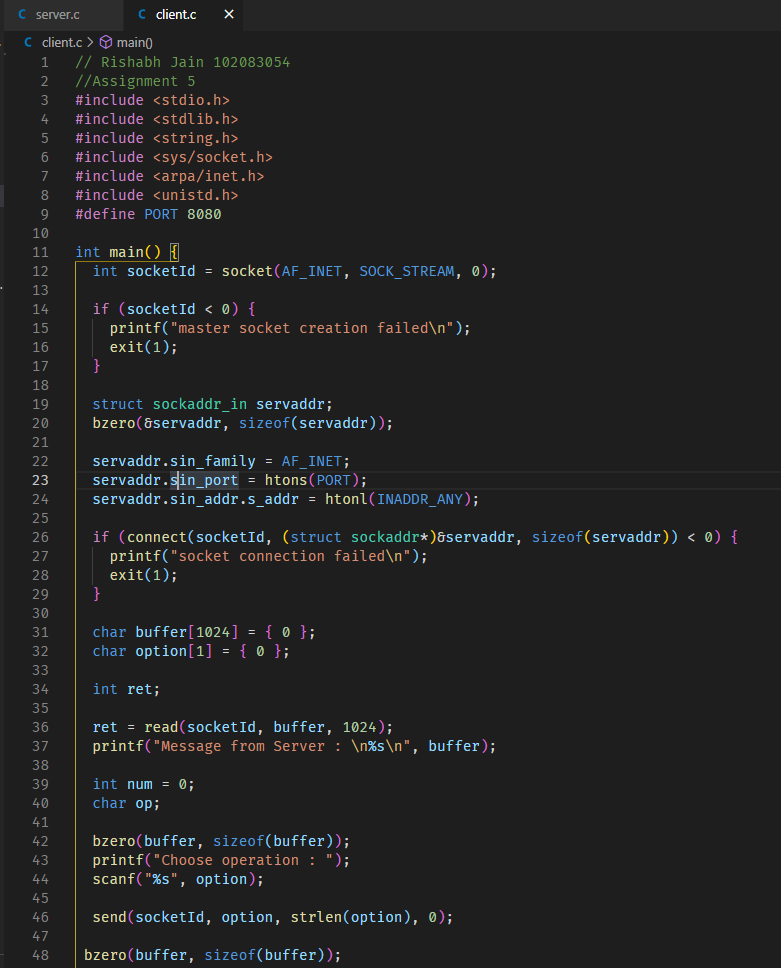 C server.c C client.c ×
C client.c > main()
1 // Rishabh Jain 102083054
2 //Assignment 5
3 #include <stdio.h>
4 #include <stdlib.h>
5 #include <string.h>
6 #include <sys/socket.h>
7 #include <arpa/inet.h>
8 #include <unistd.h>
9 #define PORT 8080
10
11 int main() {
12   int socketId = socket(AF_INET, SOCK_STREAM, 0);
13
14   if (socketId < 0) {
15     printf("master socket creation failed\n");
16     exit(1);
17   }
18
19   struct sockaddr_in servaddr;
20   bzero(&servaddr, sizeof(servaddr));
21
22   servaddr.sin_family = AF_INET;
23   servaddr.sin_port = htons(PORT);
24   servaddr.sin_addr.s_addr = htonl(INADDR_ANY);
25
26   if (connect(socketId, (struct sockaddr*)&servaddr, sizeof(servaddr)) < 0) {
27     printf("socket connection failed\n");
28     exit(1);
29   }
30
31   char buffer[1024] = { 0 };
32   char option[1] = { 0 };
33
34   int ret;
35
36   ret = read(socketId, buffer, 1024);
37   printf("Message from Server : \n%s\n", buffer);
38
39   int num = 0;
40   char op;
41
42   bzero(buffer, sizeof(buffer));
43   printf("Choose operation : ");
44   scanf("%s", option);
45
46   send(socketId, option, strlen(option), 0);
47
48  bzero(buffer, sizeof(buffer));